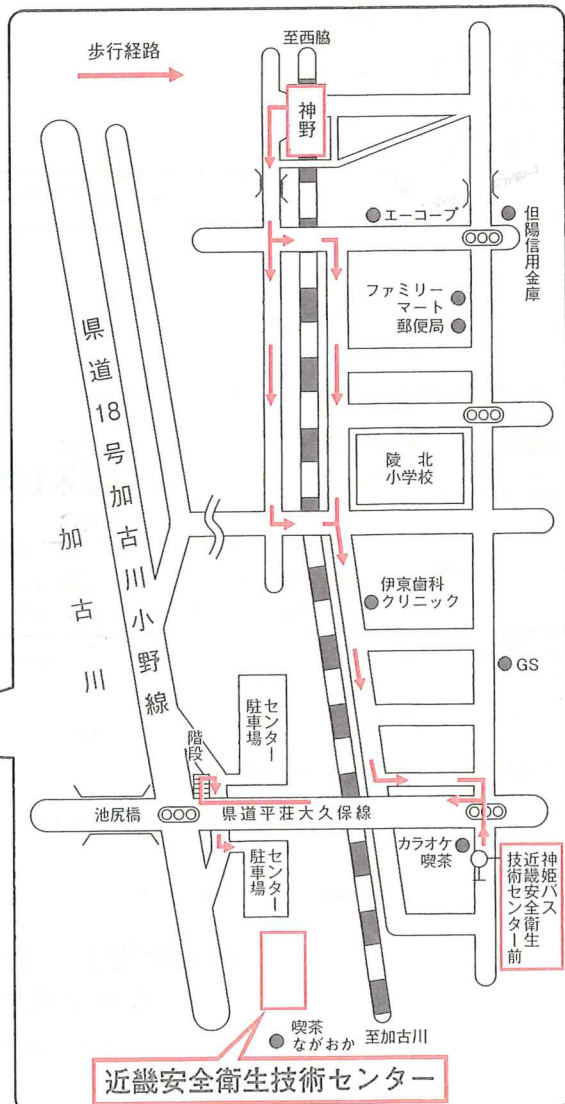 歩行経路
至西脇
神野
エーコープ
但陽信用金庫
ファミリー
マート
郵便局
県道18号加古川小野線
加古川
陵北
小学校
伊東歯科
クリニック
GS
センター
駐車場
階段
池尻橋
県道平荘大久保線
センター
駐車場
カラオケ
喫茶
神姫バス
近畿安全衛生
技術センター前
喫茶
ながおか
至加古川
近畿安全衛生技術センター